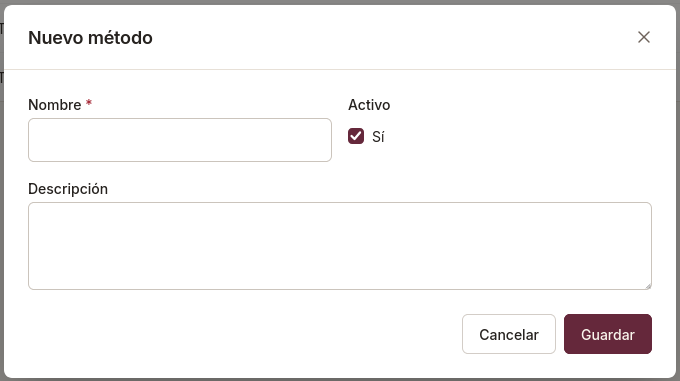 Nuevo método
Nombre *
Activo
Sí
Descripción
Cancelar
Guardar